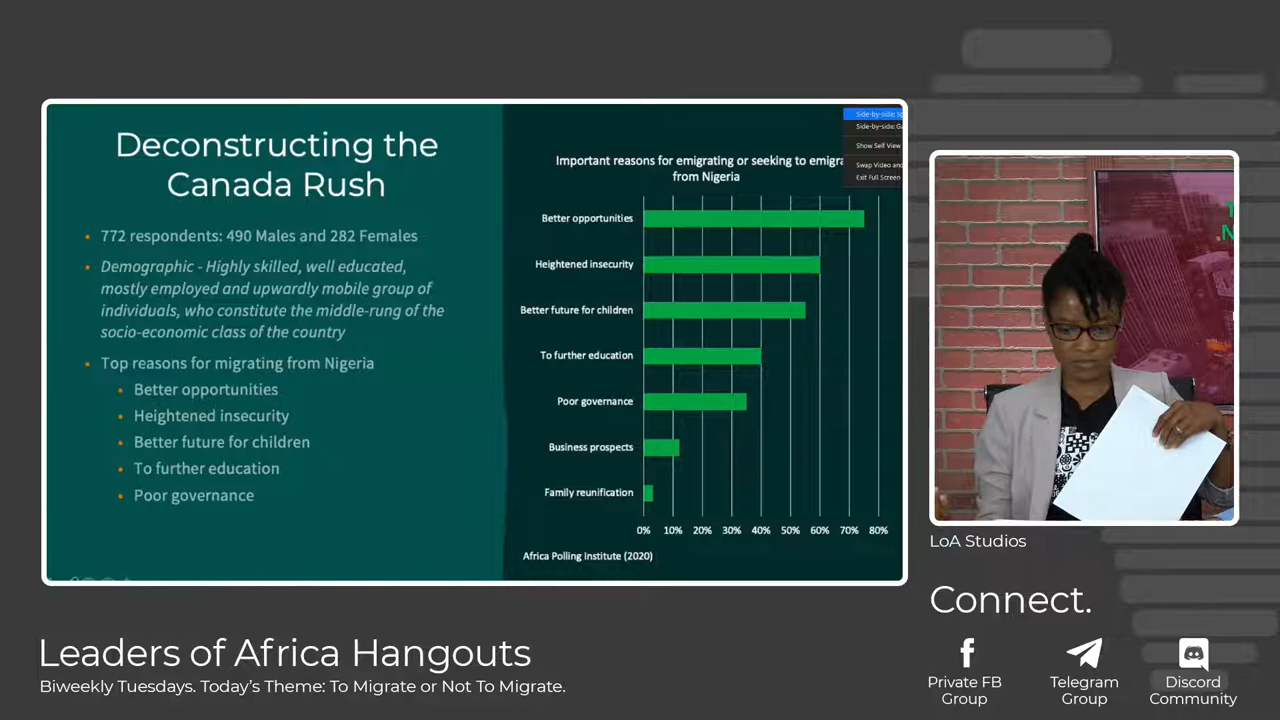 Deconstructing the
Canada Rush
• 772 respondents: 490 Males and 282 Females
• Demographic - Highly skilled, well educated,
mostly employed and upwardly mobile group of
individuals, who constitute the middle-rung of the
socio-economic class of the country
• Top reasons for migrating from Nigeria
• Better opportunities
• Heightened insecurity
• Better future for children
• To further education
• Poor governance
Important reasons for emigrating or seeking to emigra
from Nigeria
Side-by-side:
Side-by-side:
Show Self View
Swap Video and
Exit Full Screen
Better opportunities
Heightened insecurity
Better future for children
To further education
Poor governance
Business prospects
Family reunification
0% 10% 20% 30% 40% 50% 60% 70% 80%
Africa Polling Institute (2020)
LoA Studios
Connect.
Private FB
Group
Telegram
Group
Discord
Community
Leaders of Africa Hangouts
Biweekly Tuesdays. Today's Theme: To Migrate or Not To Migrate.